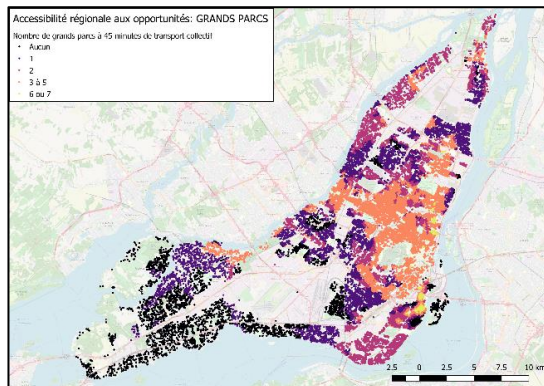 Accessibilité régionale aux opportunités: GRANDS PARCS
Nombre de grands parcs à 45 minutes de transport collectif
Aucun
1
2
3 à 5
6 ou 7
2.5 0 2.5 5 7.5 10 km